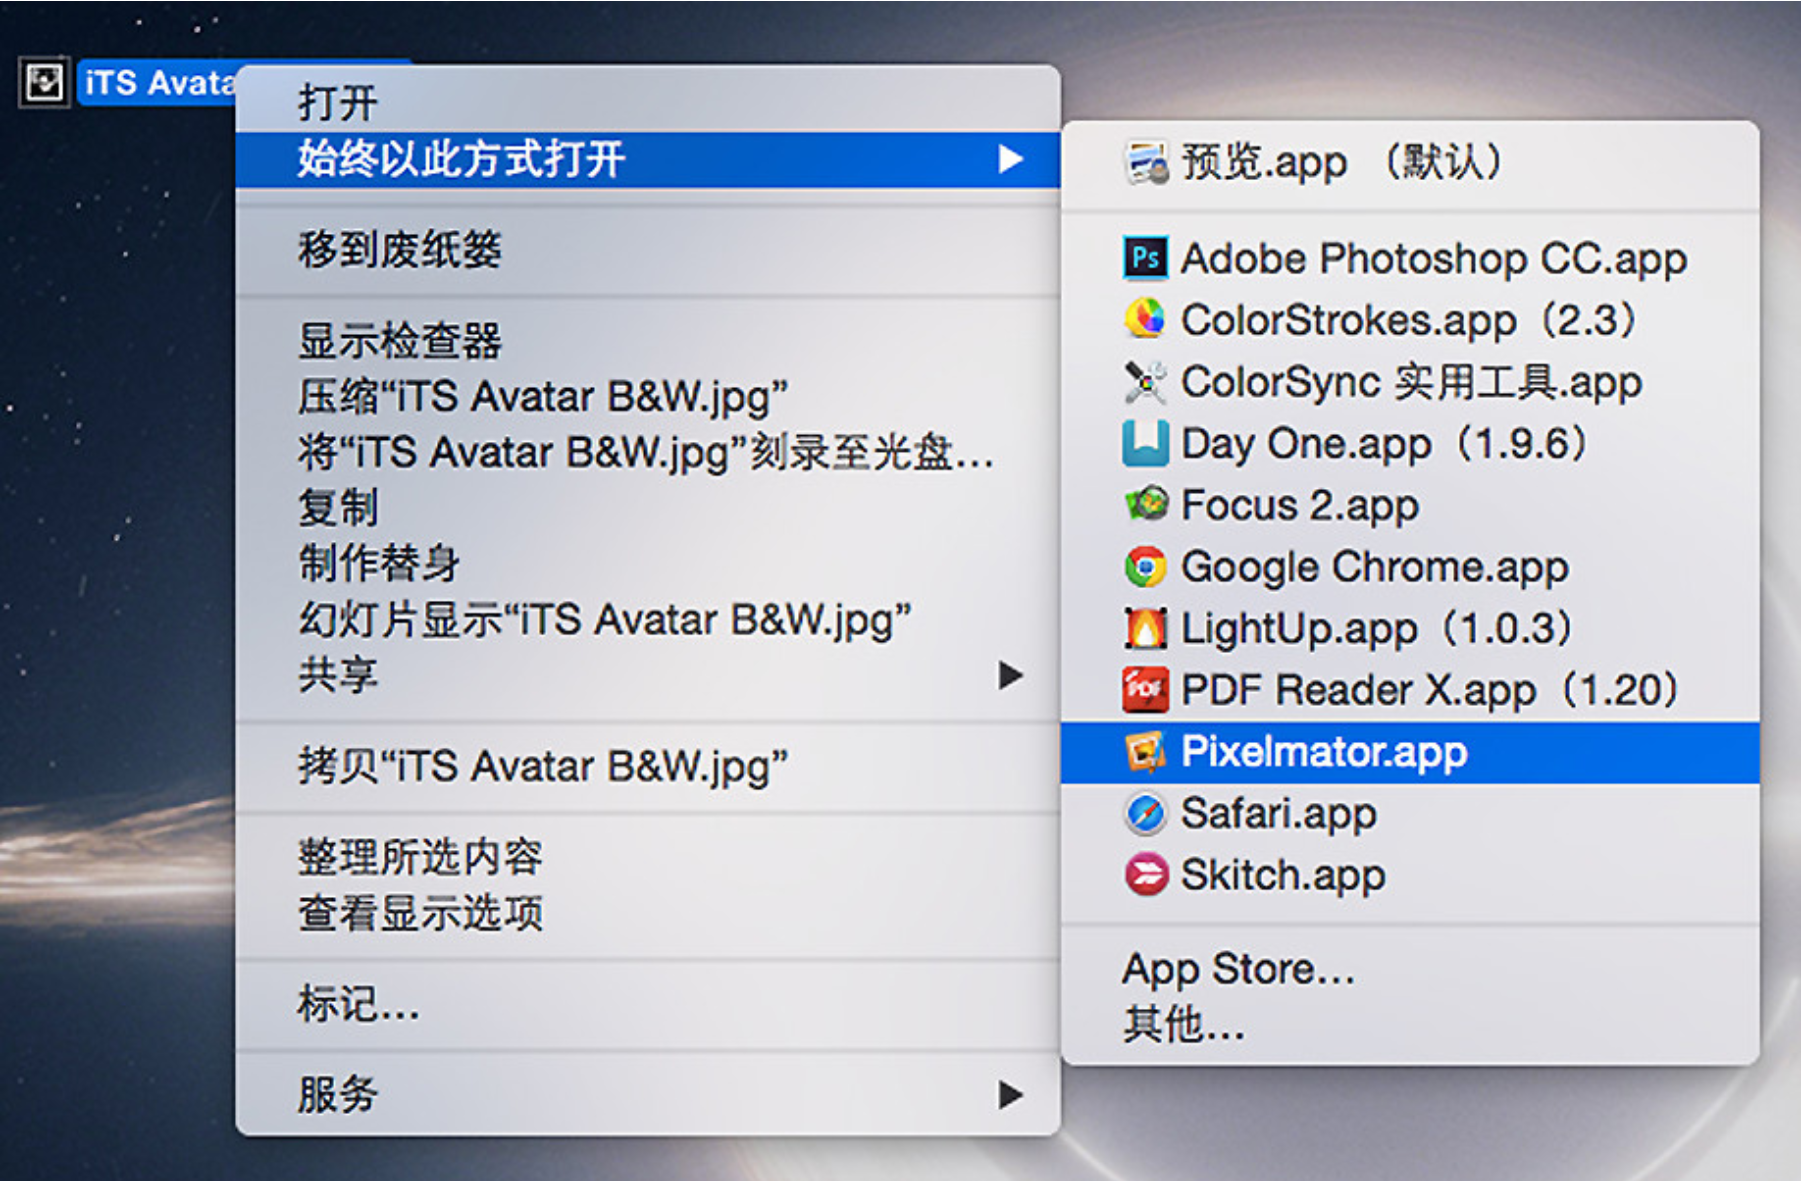 iTS Avata
打开
始终以此方式打开
移到废纸篓
显示检查器
压缩“iTS Avatar B&W.jpg”
将“iTS Avatar B&W.jpg”刻录至光盘...
复制
制作替身
幻灯片显示“iTS Avatar B&W.jpg”
共享
拷贝“iTS Avatar B&W.jpg”
整理所选内容
查看显示选项
标记...
服务
预览.app （默认）
Ps Adobe Photoshop CC.app
ColorStrokes.app（2.3）
ColorSync 实用工具.app
Day One.app（1.9.6）
Focus 2.app
Google Chrome.app
LightUp.app（1.0.3）
PDF PDF Reader X.app（1.20）
Pixelmator.app
Safari.app
Skitch.app
App Store...
其他...